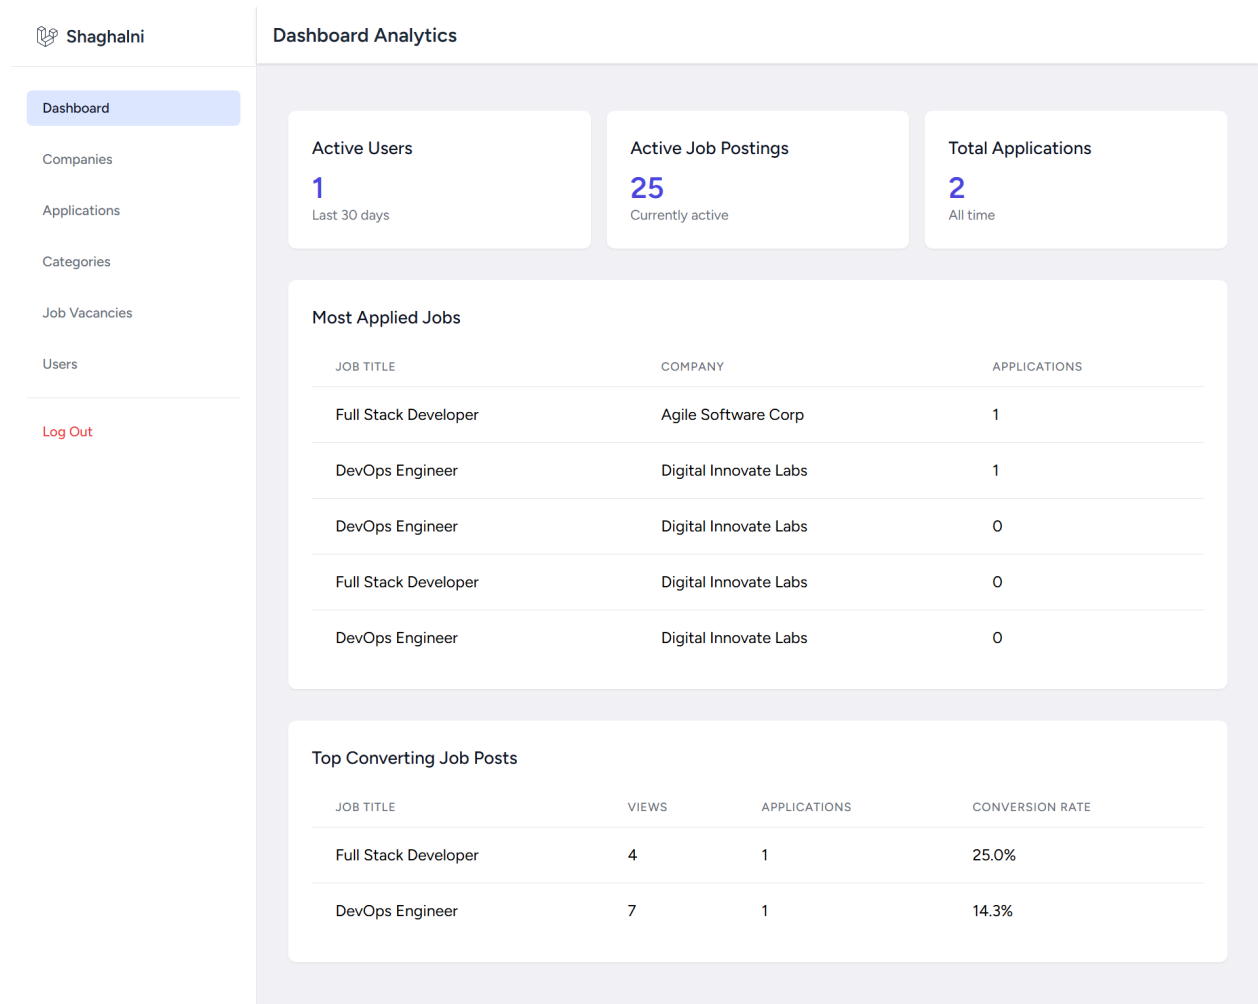 Shaghalni
Dashboard Analytics
Dashboard
Companies
Applications
Categories
Job Vacancies
Users
Log Out
Active Users
1
Last 30 days
Active Job Postings
25
Currently active
Total Applications
2
All time
Most Applied Jobs
JOB TITLE COMPANY APPLICATIONS
Full Stack Developer Agile Software Corp 1
DevOps Engineer Digital Innovate Labs 1
DevOps Engineer Digital Innovate Labs 0
Full Stack Developer Digital Innovate Labs 0
DevOps Engineer Digital Innovate Labs 0
Top Converting Job Posts
JOB TITLE VIEWS APPLICATIONS CONVERSION RATE
Full Stack Developer 4 1 25.0%
DevOps Engineer 7 1 14.3%